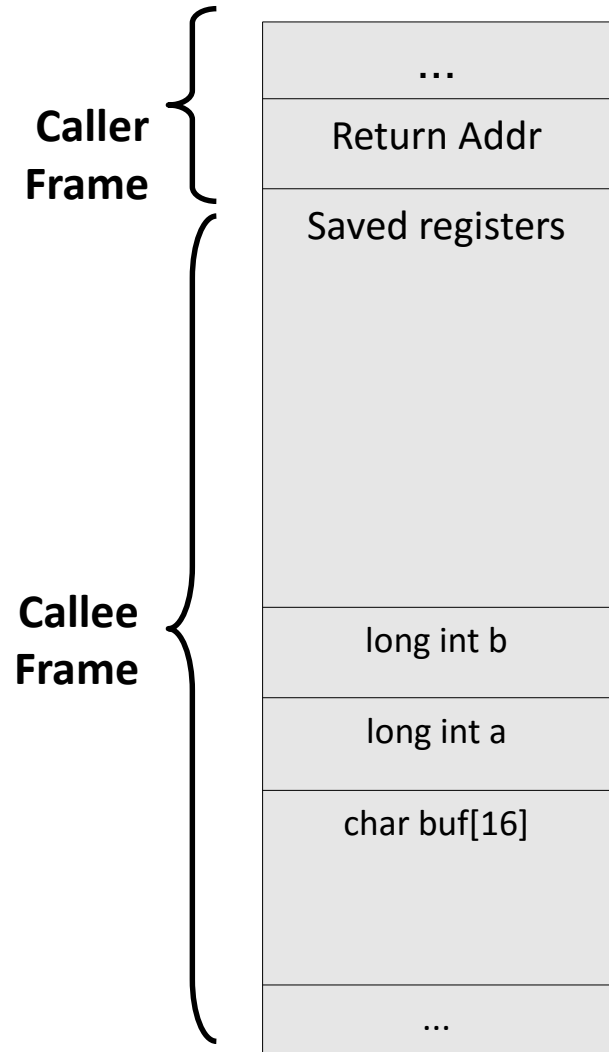 ...
Caller
Frame
Return Addr
Saved registers
Callee
Frame
long int b
long int a
char buf[16]
...